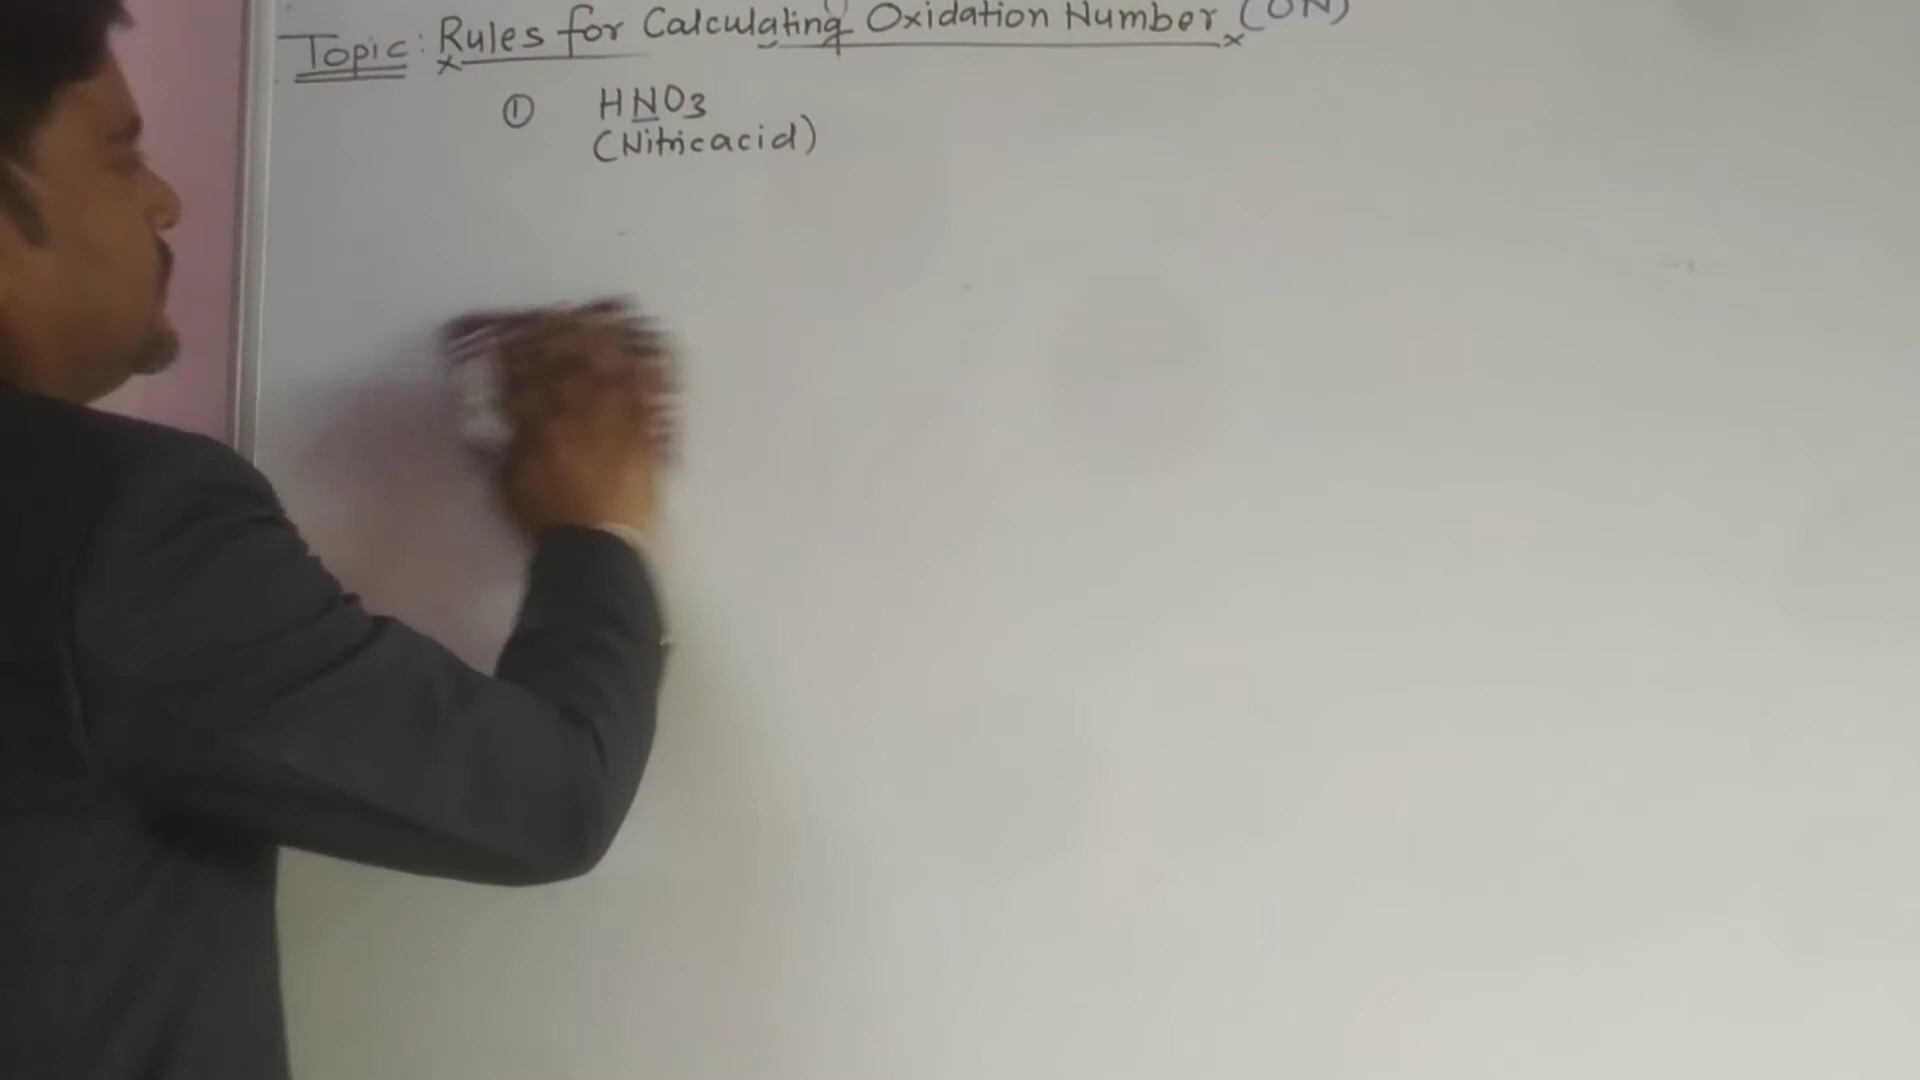 Topic: Rules for Calculating Oxidation Number (ON)
① HNO3
(Nitricacid)